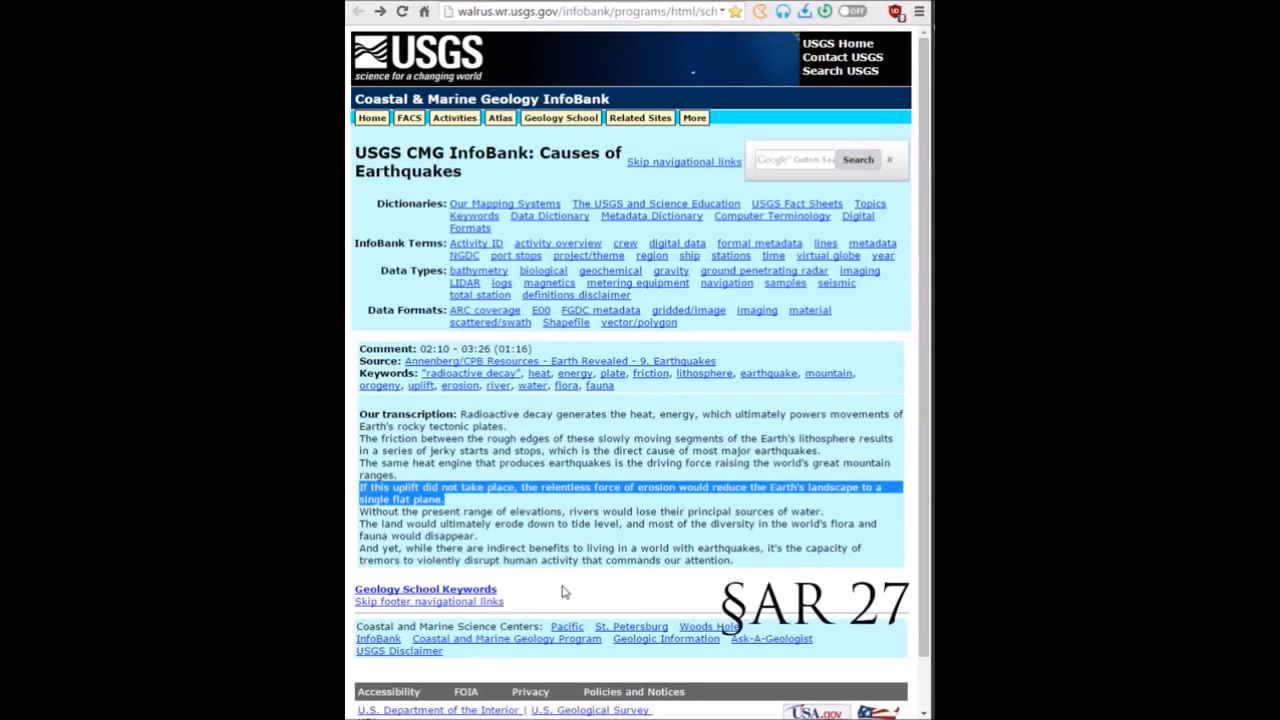 walrus.wr.usgs.gov/infobank/programs/html/sch
OFF
USGS
science for a changing world
USGS Home
Contact USGS
Search USGS
Coastal & Marine Geology InfoBank
Home FACS Activities Atlas Geology School Related Sites More
USGS CMG InfoBank: Causes of Earthquakes
Skip navigational links
Google™ Custom Sea Search ×
Dictionaries: Our Mapping Systems The USGS and Science Education USGS Fact Sheets Topics
Keywords Data Dictionary Metadata Dictionary Computer Terminology Digital
Formats
InfoBank Terms: Activity ID activity overview crew digital data formal metadata lines metadata
NGDC port stops project/theme region ship stations time virtual globe year
Data Types: bathymetry biological geochemical gravity ground penetrating radar imaging
LIDAR logs magnetics metering equipment navigation samples seismic
total station definitions disclaimer
Data Formats: ARC coverage E00 FGDC metadata gridded/image imaging material
scattered/swath Shapefile vector/polygon
Comment: 02:10 - 03:26 (01:16)
Source: Annenberg/CPB Resources - Earth Revealed - 9. Earthquakes
Keywords: "radioactive decay", heat, energy, plate, friction, lithosphere, earthquake, mountain,
orogeny, uplift, erosion, river, water, flora, fauna
Our transcription: Radioactive decay generates the heat, energy, which ultimately powers movements of
Earth's rocky tectonic plates.
The friction between the rough edges of these slowly moving segments of the Earth's lithosphere results
in a series of jerky starts and stops, which is the direct cause of most major earthquakes.
The same heat engine that produces earthquakes is the driving force raising the world's great mountain
ranges.
If this uplift did not take place, the relentless force of erosion would reduce the Earth's landscape to a
single flat plane.
Without the present range of elevations, rivers would lose their principal sources of water.
The land would ultimately erode down to tide level, and most of the diversity in the world's flora and
fauna would disappear.
And yet, while there are indirect benefits to living in a world with earthquakes, it's the capacity of
tremors to violently disrupt human activity that commands our attention.
Geology School Keywords
Skip footer navigational links
§AR 27
Coastal and Marine Science Centers: Pacific St. Petersburg Woods Hole
InfoBank Coastal and Marine Geology Program Geologic Information Ask-A-Geologist
USGS Disclaimer
Accessibility FOIA Privacy Policies and Notices
U.S. Department of the Interior | U.S. Geological Survey
USA.gov